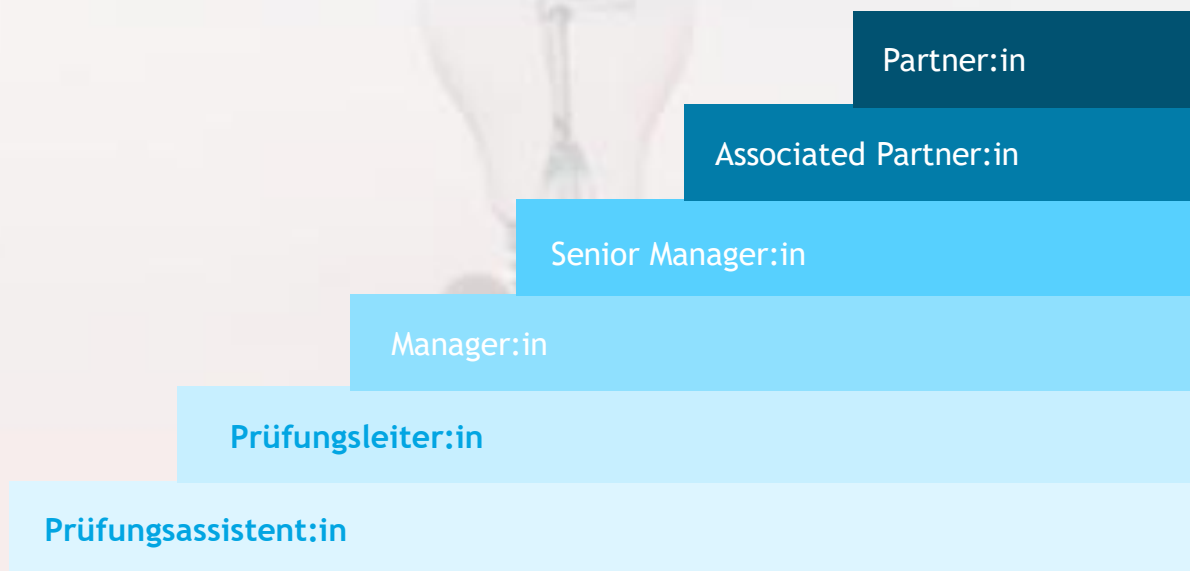 Partner:in
Associated Partner:in
Senior Manager:in
Manager:in
Prüfungsleiter:in
Prüfungsassistent:in